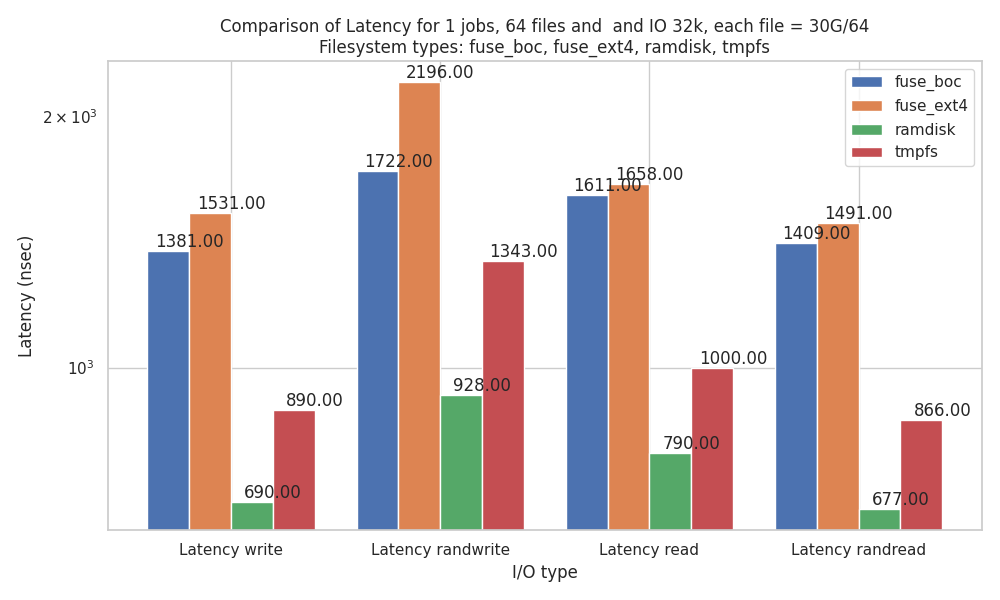 Comparison of Latency for 1 jobs, 64 files and  and IO 32k, each file = 30G/64
Filesystem types: fuse_boc, fuse_ext4, ramdisk, tmpfs
fuse_boc
fuse_ext4
ramdisk
tmpfs
2 × 10³
10³
Latency (nsec)
1381.00
1531.00
690.00
890.00
1722.00
2196.00
928.00
1343.00
1611.00
1658.00
790.00
1000.00
1409.00
1491.00
677.00
866.00
Latency write
Latency randwrite
Latency read
Latency randread
I/O type